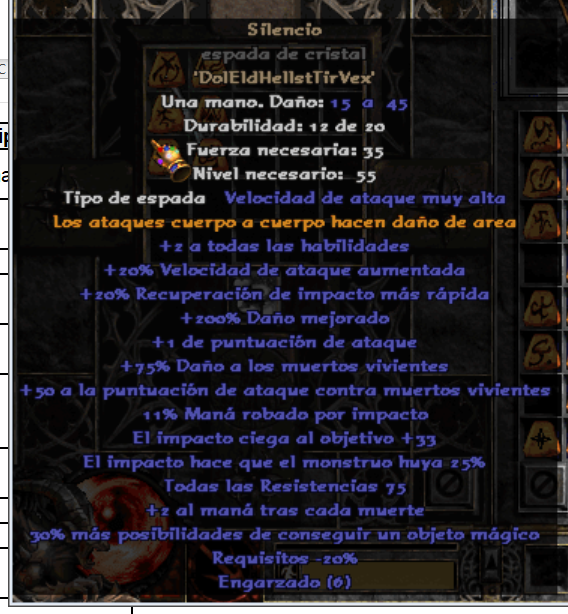 Silencio
espada de cristal
'DolEldHelIstTirVex'
Una mano. Daño: 15 a 45
Durabilidad: 12 de 20
Fuerza necesaria: 35
Nivel necesario: 55
Tipo de espada Velocidad de ataque muy alta
Los ataques cuerpo a cuerpo hacen daño de area
+2 a todas las habilidades
+20% Velocidad de ataque aumentada
+20% Recuperación de impacto más rápida
+200% Daño mejorado
+1 de puntuación de ataque
+75% Daño a los muertos vivientes
+50 a la puntuación de ataque contra muertos vivientes
11% Maná robado por impacto
El impacto ciega al objetivo +33
El impacto hace que el monstruo huya 25%
Todas las Resistencias 75
+2 al maná tras cada muerte
30% más posibilidades de conseguir un objeto mágico
Requisitos -20%
Engarzado (6)